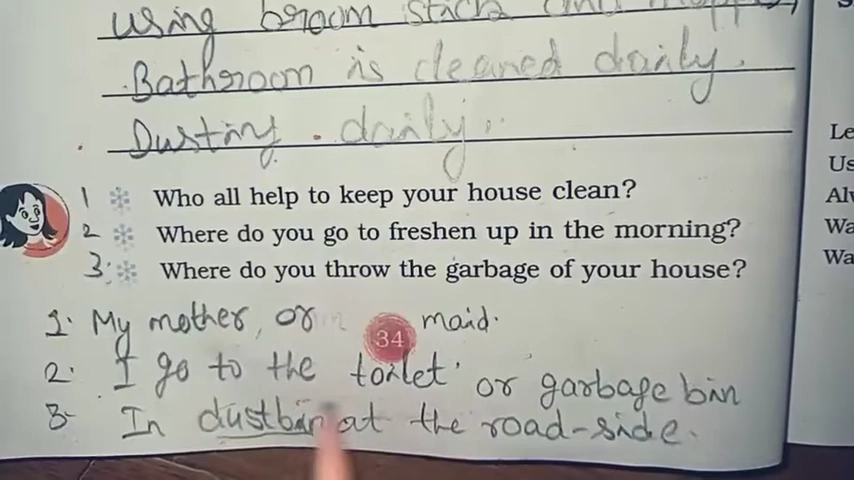 using broom sticks and
Bathroom is cleaned daily.
Dusting . daily.
1 Who all help to keep your house clean?
2 Where do you go to freshen up in the morning?
3. Where do you throw the garbage of your house?
1. My mother, or maid.
34
2. I go to the toilet.
or garbage bin
3- In dustbin at the road-side.
Le
Us
Alv
Wa
Wa